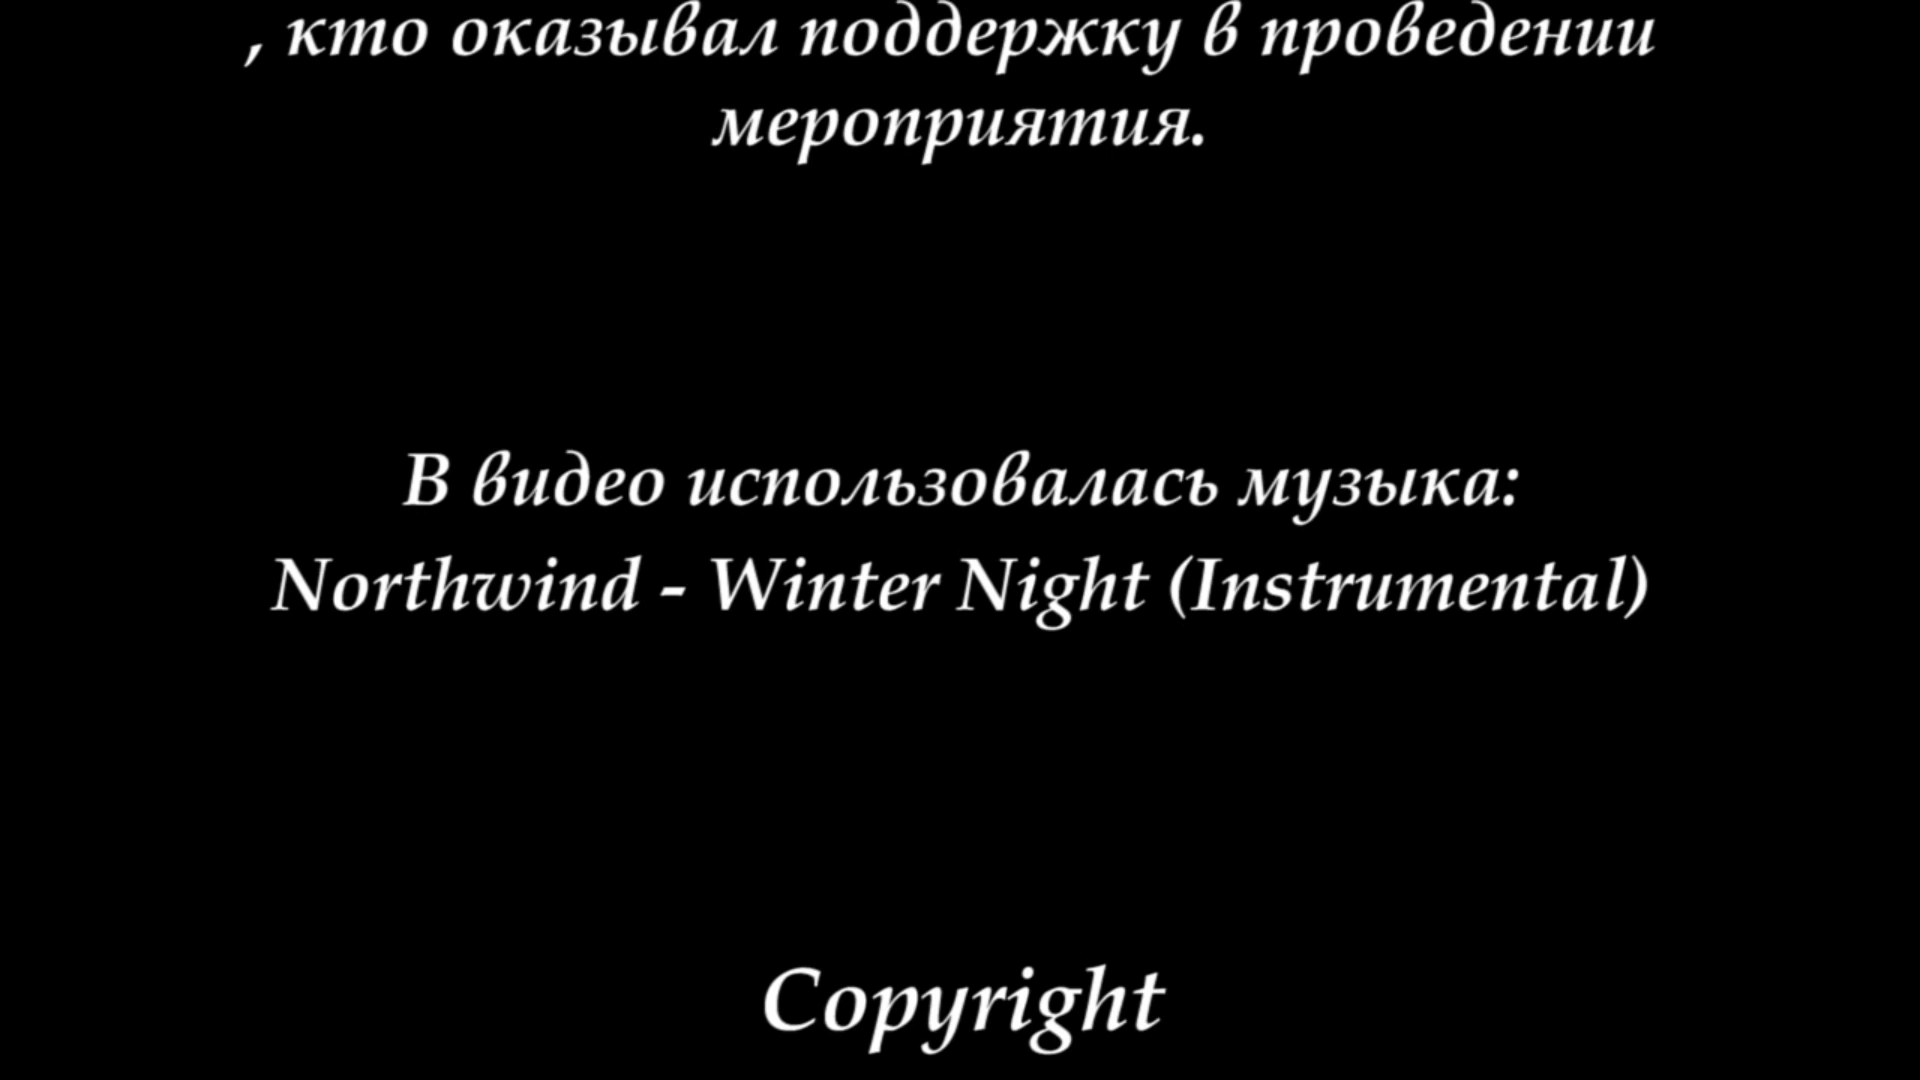 , кто оказывал поддержку в проведении
мероприятия.
В видео использовалась музыка:
Northwind - Winter Night (Instrumental)
Copyright